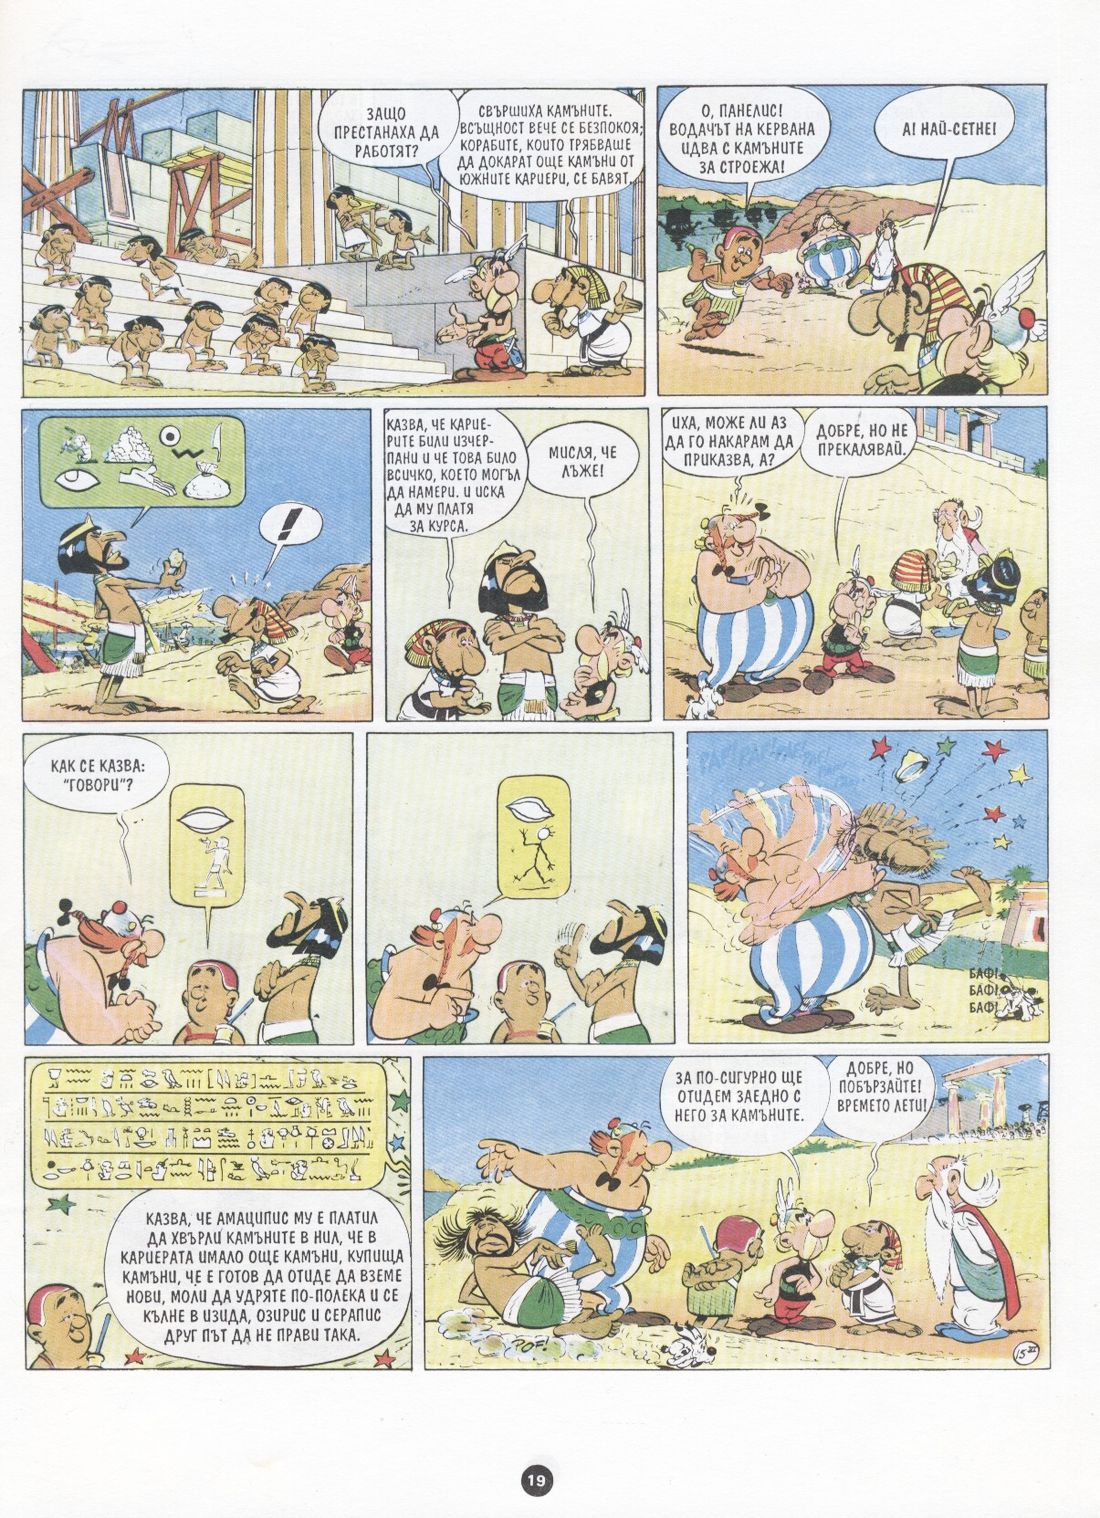 ЗАЩО
ПРЕСТАНАХА ДА
РАБОТЯТ?
СВЪРШИХА КАМЪНИТЕ.
ВСЪЩНОСТ ВЕЧЕ СЕ БЕЗПОКОЯ;
КОРАБИТЕ, КОИТО ТРЯБВАШЕ
ДА ДОКАРАТ ОЩЕ КАМЪНИ ОТ
ЮЖНИТЕ КАРИЕРИ, СЕ БАВЯТ...
О, ПАНЕЛИС!
ВОДАЧЪТ НА КЕРВАНА
ИДВА С КАМЪНИТЕ
ЗА СТРОЕЖА!
А! НАЙ-СЕТНЕ!
!
КАЗВА, ЧЕ КАРИЕ-
РИТЕ БИЛИ ИЗЧЕР-
ПАНИ И ЧЕ ТОВА БИЛО
ВСИЧКО, КОЕТО МОГЪЛ
ДА НАМЕРИ. И ИСКА
ДА МУ ПЛАТЯ
ЗА КУРСА.
МИСЛЯ, ЧЕ
ЛЪЖЕ!
ИХА, МОЖЕ ЛИ АЗ
ДА ГО НАКАРАМ ДА
ПРИКАЗВА, А?
ДОБРЕ, НО НЕ
ПРЕКАЛЯВАЙ.
КАК СЕ КАЗВА:
"ГОВОРИ"?
БАФ!
БАФ!
БАФ!
КАЗВА, ЧЕ АМАЦИПИС МУ Е ПЛАТИЛ
ДА ХВЪРЛИ КАМЪНИТЕ В НИЛ, ЧЕ В
КАРИЕРАТА ИМАЛО ОЩЕ КАМЪНИ, КУПИЩА
КАМЪНИ, ЧЕ Е ГОТОВ ДА ОТИДЕ ДА ВЗЕМЕ
НОВИ, МОЛИ ДА УДРЯТЕ ПО-ПОЛЕКА И СЕ
КЪЛНЕ В ИЗИДА, ОЗИРИС И СЕРАПИС
ДРУГ ПЪТ ДА НЕ ПРАВИ ТАКА.
ЗА ПО-СИГУРНО ЩЕ
ОТИДЕМ ЗАЕДНО С
НЕГО ЗА КАМЪНИТЕ.
ДОБРЕ, НО
ПОБЪРЗАЙТЕ!
ВРЕМЕТО ЛЕТИ!
POF!
15 VI
19